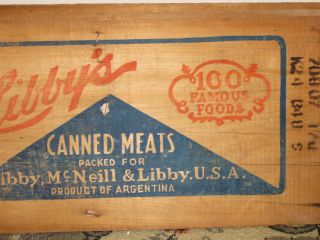 Libby's
100
FAMOUS
FOODS
CANNED MEATS
PACKED FOR
Libby, McNeill & Libby, U.S.A.
PRODUCT OF ARGENTINA